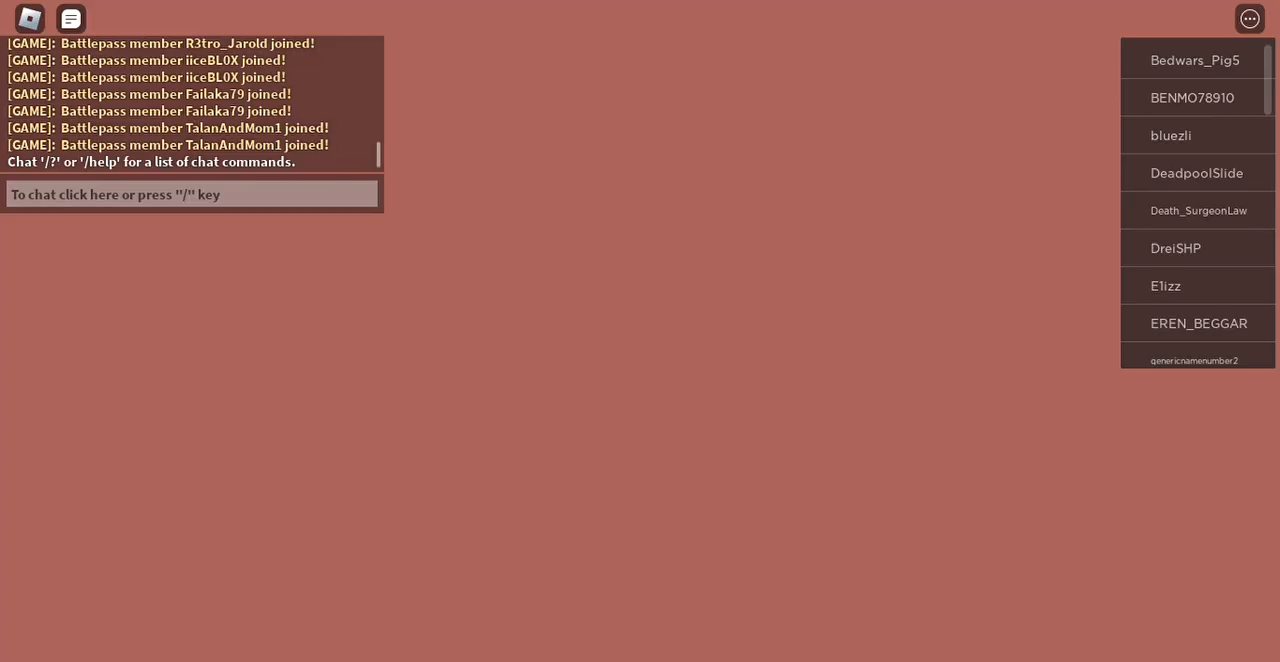 [GAME]: Battlepass member R3tro_Jarold joined!
[GAME]: Battlepass member iiceBL0X joined!
[GAME]: Battlepass member iiceBL0X joined!
[GAME]: Battlepass member Failaka79 joined!
[GAME]: Battlepass member Failaka79 joined!
[GAME]: Battlepass member TalanAndMom1 joined!
[GAME]: Battlepass member TalanAndMom1 joined!
Chat '/?' or '/help' for a list of chat commands.
To chat click here or press "/" key
Bedwars_Pig5
BENMO78910
bluezli
DeadpoolSlide
Death_SurgeonLaw
DreiSHP
E1izz
EREN_BEGGAR
genericnamenumber2